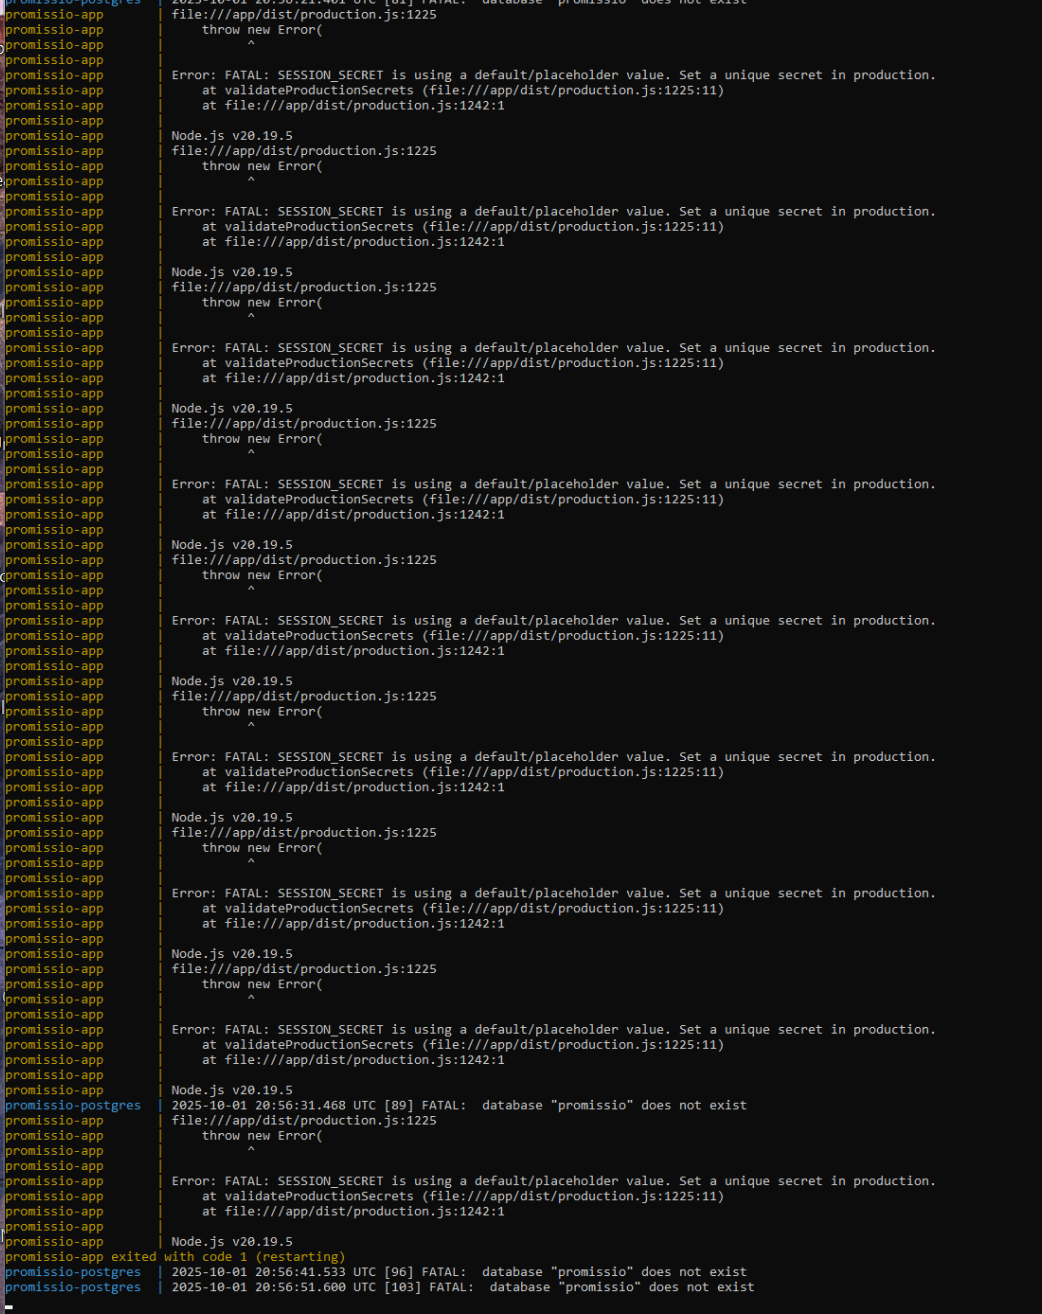 promissio-postgres | 2025-10-01 20:56:21.401 UTC [81] FATAL:  database "promissio" does not exist
promissio-app | file:///app/dist/production.js:1225
promissio-app | throw new Error(
promissio-app | ^
promissio-app |
promissio-app | Error: FATAL: SESSION_SECRET is using a default/placeholder value. Set a unique secret in production.
promissio-app | at validateProductionSecrets (file:///app/dist/production.js:1225:11)
promissio-app | at file:///app/dist/production.js:1242:1
promissio-app |
promissio-app | Node.js v20.19.5
promissio-app | file:///app/dist/production.js:1225
promissio-app | throw new Error(
promissio-app | ^
promissio-app |
promissio-app | Error: FATAL: SESSION_SECRET is using a default/placeholder value. Set a unique secret in production.
promissio-app | at validateProductionSecrets (file:///app/dist/production.js:1225:11)
promissio-app | at file:///app/dist/production.js:1242:1
promissio-app |
promissio-app | Node.js v20.19.5
promissio-app | file:///app/dist/production.js:1225
promissio-app | throw new Error(
promissio-app | ^
promissio-app |
promissio-app | Error: FATAL: SESSION_SECRET is using a default/placeholder value. Set a unique secret in production.
promissio-app | at validateProductionSecrets (file:///app/dist/production.js:1225:11)
promissio-app | at file:///app/dist/production.js:1242:1
promissio-app |
promissio-app | Node.js v20.19.5
promissio-app | file:///app/dist/production.js:1225
promissio-app | throw new Error(
promissio-app | ^
promissio-app |
promissio-app | Error: FATAL: SESSION_SECRET is using a default/placeholder value. Set a unique secret in production.
promissio-app | at validateProductionSecrets (file:///app/dist/production.js:1225:11)
promissio-app | at file:///app/dist/production.js:1242:1
promissio-app |
promissio-app | Node.js v20.19.5
promissio-app | file:///app/dist/production.js:1225
promissio-app | throw new Error(
promissio-app | ^
promissio-app |
promissio-app | Error: FATAL: SESSION_SECRET is using a default/placeholder value. Set a unique secret in production.
promissio-app | at validateProductionSecrets (file:///app/dist/production.js:1225:11)
promissio-app | at file:///app/dist/production.js:1242:1
promissio-app |
promissio-app | Node.js v20.19.5
promissio-app | file:///app/dist/production.js:1225
promissio-app | throw new Error(
promissio-app | ^
promissio-app |
promissio-app | Error: FATAL: SESSION_SECRET is using a default/placeholder value. Set a unique secret in production.
promissio-app | at validateProductionSecrets (file:///app/dist/production.js:1225:11)
promissio-app | at file:///app/dist/production.js:1242:1
promissio-app |
promissio-app | Node.js v20.19.5
promissio-app | file:///app/dist/production.js:1225
promissio-app | throw new Error(
promissio-app | ^
promissio-app |
promissio-app | Error: FATAL: SESSION_SECRET is using a default/placeholder value. Set a unique secret in production.
promissio-app | at validateProductionSecrets (file:///app/dist/production.js:1225:11)
promissio-app | at file:///app/dist/production.js:1242:1
promissio-app |
promissio-app | Node.js v20.19.5
promissio-app | file:///app/dist/production.js:1225
promissio-app | throw new Error(
promissio-app | ^
promissio-app |
promissio-app | Error: FATAL: SESSION_SECRET is using a default/placeholder value. Set a unique secret in production.
promissio-app | at validateProductionSecrets (file:///app/dist/production.js:1225:11)
promissio-app | at file:///app/dist/production.js:1242:1
promissio-app |
promissio-app | Node.js v20.19.5
promissio-postgres | 2025-10-01 20:56:31.468 UTC [89] FATAL:  database "promissio" does not exist
promissio-app | file:///app/dist/production.js:1225
promissio-app | throw new Error(
promissio-app | ^
promissio-app |
promissio-app | Error: FATAL: SESSION_SECRET is using a default/placeholder value. Set a unique secret in production.
promissio-app | at validateProductionSecrets (file:///app/dist/production.js:1225:11)
promissio-app | at file:///app/dist/production.js:1242:1
promissio-app |
promissio-app | Node.js v20.19.5
promissio-app exited with code 1 (restarting)
promissio-postgres | 2025-10-01 20:56:41.533 UTC [96] FATAL:  database "promissio" does not exist
promissio-postgres | 2025-10-01 20:56:51.600 UTC [103] FATAL:  database "promissio" does not exist